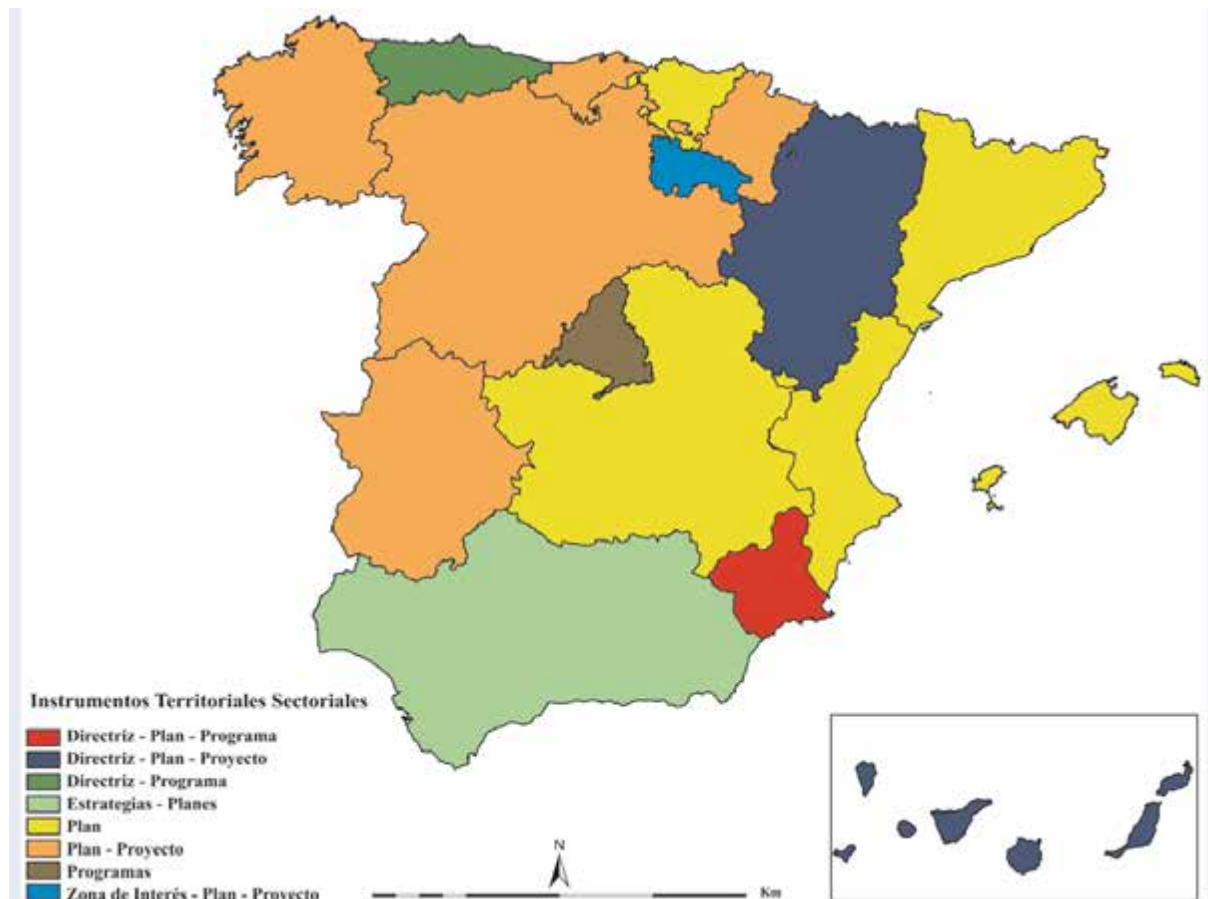 Instrumentos Territoriales Sectoriales
Directriz - Plan - Programa
Directriz - Plan - Proyecto
Directriz - Programa
Estrategias - Planes
Plan
Plan - Proyecto
Programas
Zona de Interés - Plan - Proyecto
N
Km